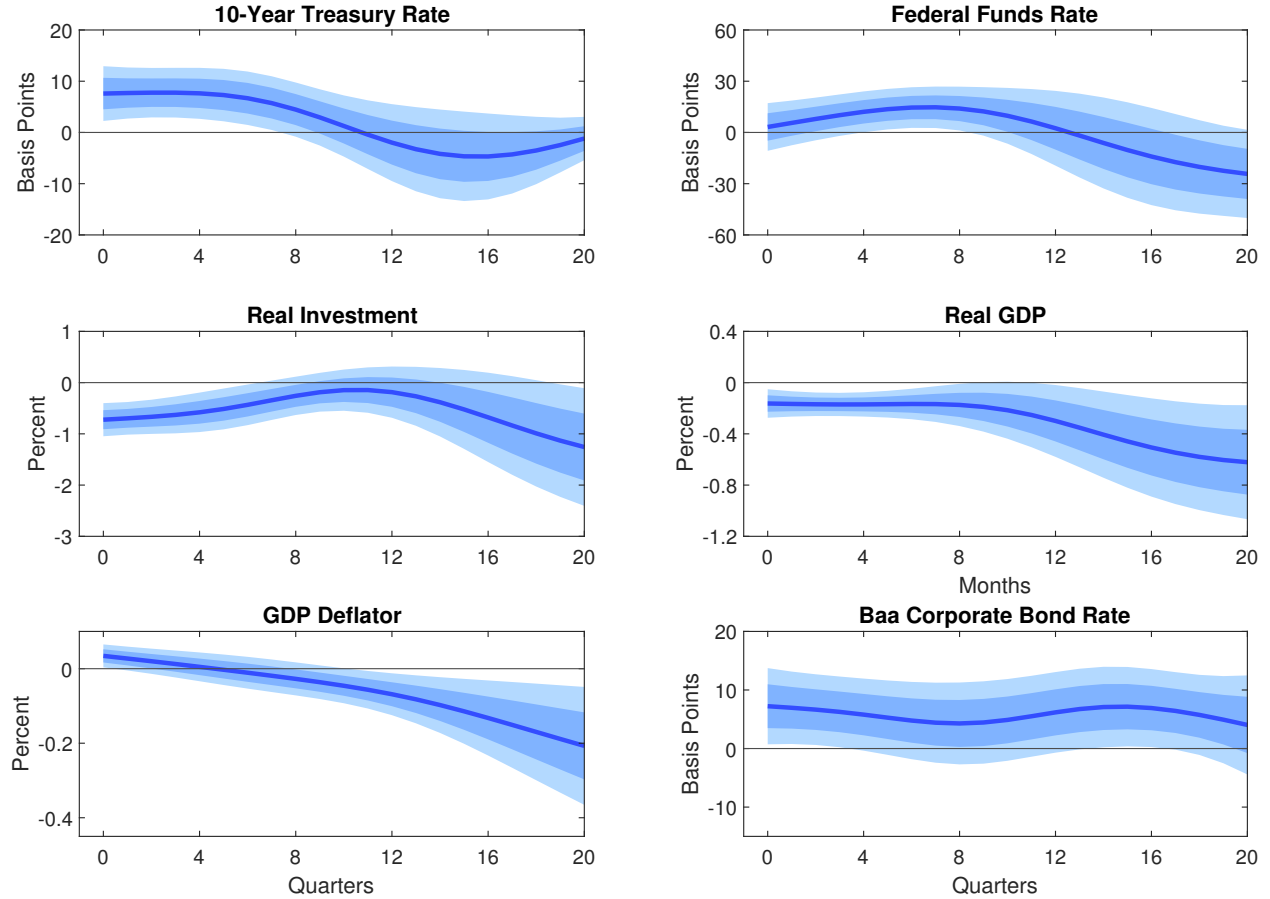 10-Year Treasury Rate
20
10
0
-10
-20
Basis Points
0 4 8 12 16 20
Federal Funds Rate
60
30
0
-30
-60
Basis Points
0 4 8 12 16 20
Real Investment
1
0
-1
-2
-3
Percent
0 4 8 12 16 20
Real GDP
0.4
0
-0.4
-0.8
-1.2
Percent
0 4 8 12 16 20
Months
GDP Deflator
0
-0.2
-0.4
Percent
0 4 8 12 16 20
Quarters
Baa Corporate Bond Rate
20
10
0
-10
Basis Points
0 4 8 12 16 20
Quarters